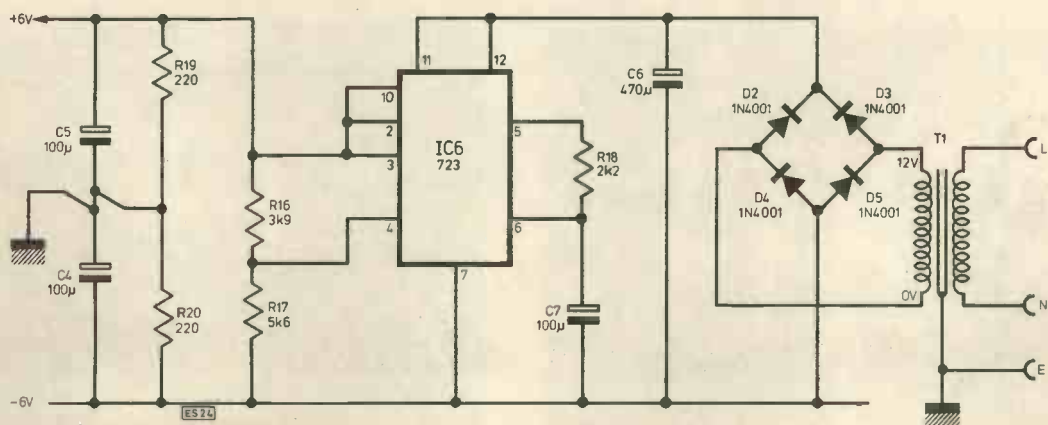 +6V
R19
220
C5
100µ
C4
100µ
R20
220
-6V
ES24
R16
3k9
R17
5k6
11
12
10
2
3
4
5
6
7
IC6
723
R18
2k2
C7
100µ
C6
470µ
D2
1N4001
D3
1N4001
D4
1N4001
D5
1N4001
12V
0V
T1
L
N
E